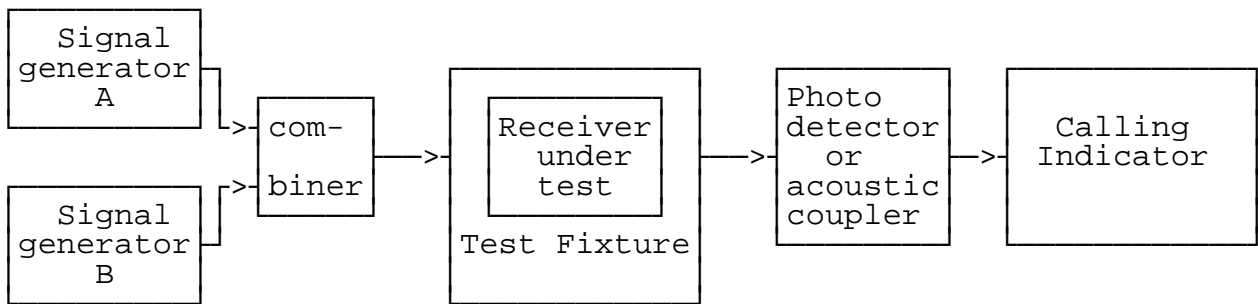 Signal
generator
A
Signal
generator
B
com-
biner
Receiver
under
test
Test Fixture
Photo
detector
or
acoustic
coupler
Calling
Indicator